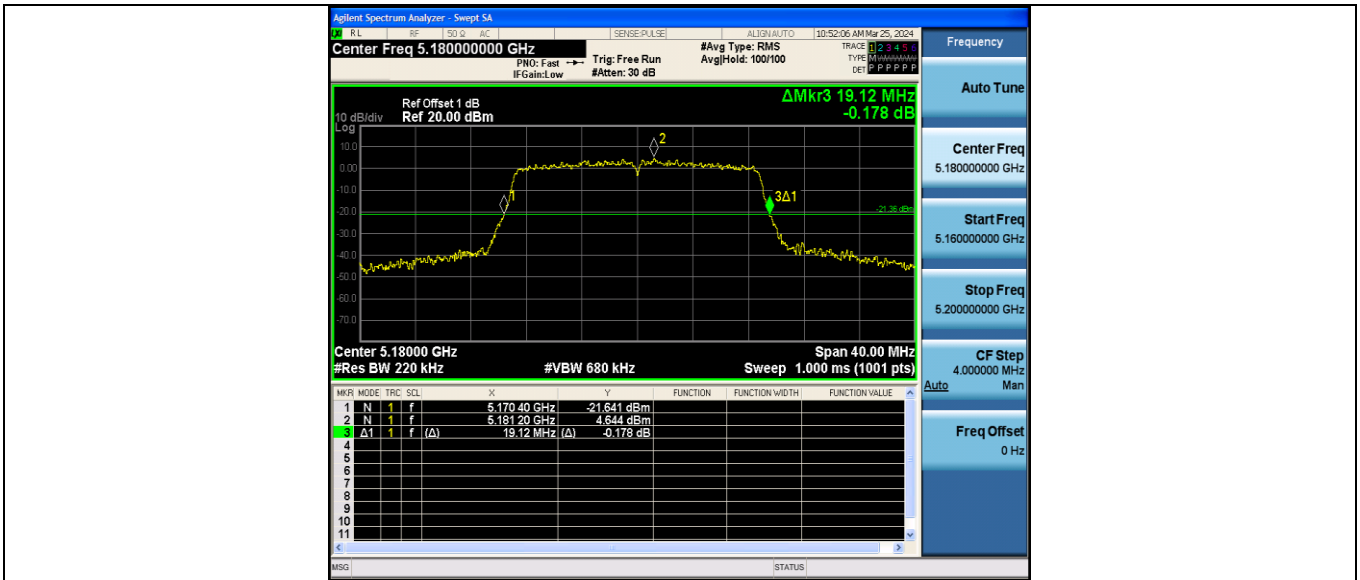 Agilent Spectrum Analyzer - Swept SA
RL RF 50 Ω AC SENSE:PULSE ALIGNAUTO 10:52:06 AM Mar 25, 2024
Center Freq 5.180000000 GHz
PNO: Fast
IFGain:Low
Trig: Free Run
#Atten: 30 dB
#Avg Type: RMS
Avg|Hold: 100/100
TRACE 1 2 3 4 5 6
TYPE M
DET P P P P P P
ΔMkr3 19.12 MHz
-0.178 dB
Ref Offset 1 dB
10 dB/div Ref 20.00 dBm
Log
10.0
0.00
-10.0
-20.0
-30.0
-40.0
-50.0
-60.0
-70.0
1
2
3Δ1
-21.36 dBm
Center 5.18000 GHz Span 40.00 MHz
#Res BW 220 kHz #VBW 680 kHz Sweep 1.000 ms (1001 pts)
MKR MODE TRC SCL X Y FUNCTION FUNCTION WIDTH FUNCTION VALUE
1 N 1 f 5.170 40 GHz -21.641 dBm
2 N 1 f 5.181 20 GHz 4.644 dBm
3 Δ1 1 f (Δ) 19.12 MHz (Δ) -0.178 dB
4
5
6
7
8
9
10
11
MSG STATUS
Frequency
Auto Tune
Center Freq
5.180000000 GHz
Start Freq
5.160000000 GHz
Stop Freq
5.200000000 GHz
CF Step
4.000000 MHz
Auto Man
Freq Offset
0 Hz